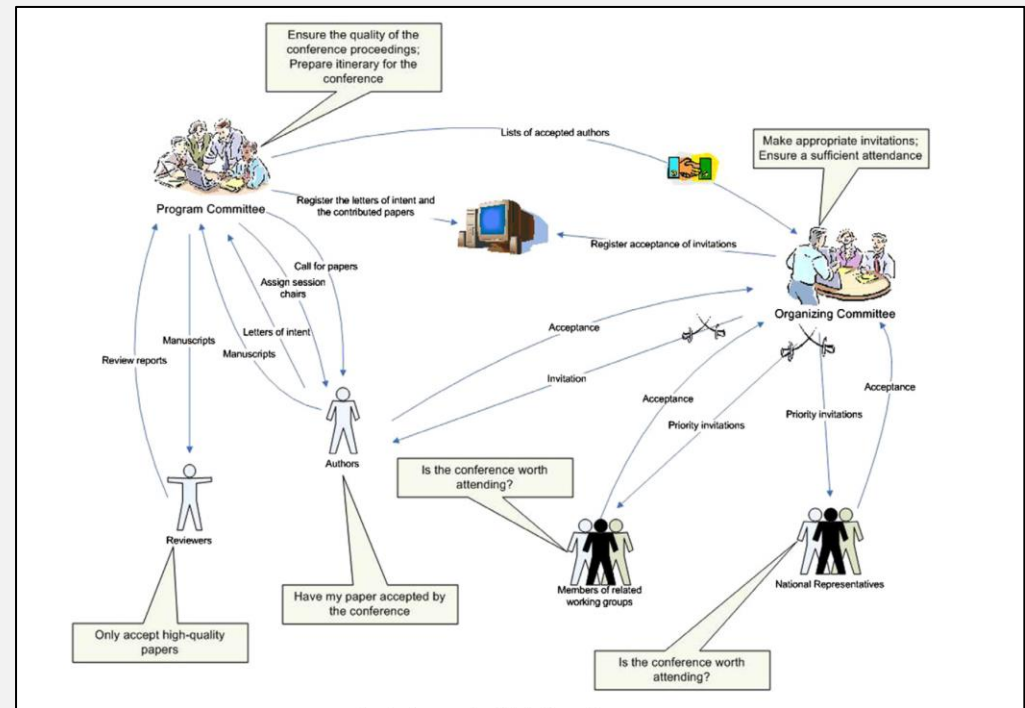 Ensure the quality of the
conference proceedings;
Prepare itinerary for the
conference
Lists of accepted authors
Make appropriate invitations;
Ensure a sufficient attendance
Program Committee
Register the letters of intent and
the contributed papers
Register acceptance of invitations
Call for papers
Assign session
chairs
Organizing Committee
Letters of intent
Manuscripts
Manuscripts
Review reports
Acceptance
Invitation
Acceptance
Priority invitations
Priority invitations
Acceptance
Authors
Is the conference worth
attending?
Reviewers
Members of related
working groups
National Representatives
Have my paper accepted by
the conference
Only accept high-quality
papers
Is the conference worth
attending?